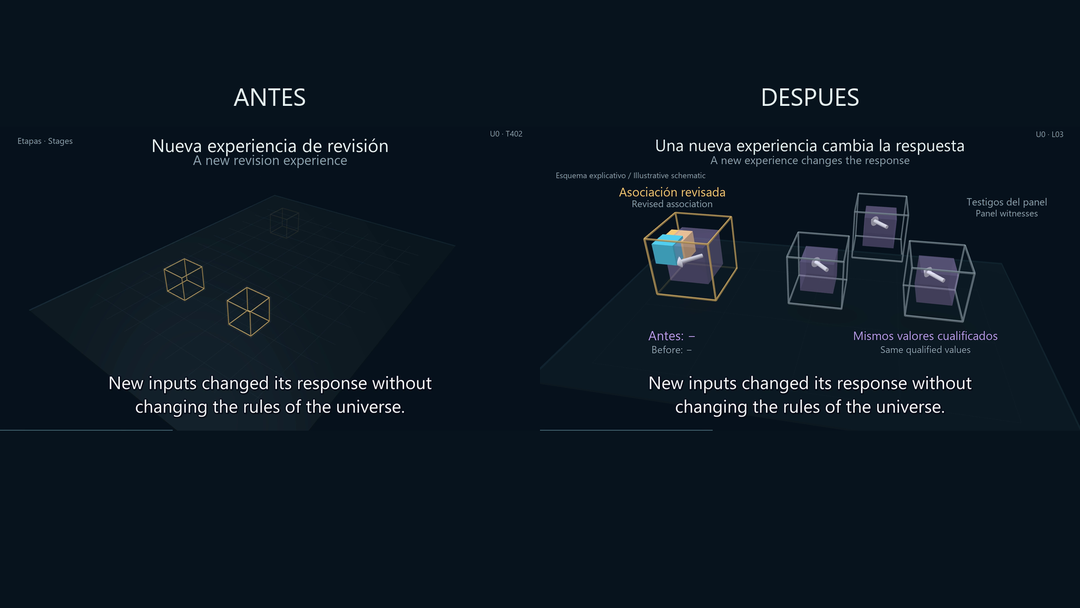 ANTES
Etapas · Stages
U0 · T402
Nueva experiencia de revisión
A new revision experience
New inputs changed its response without
changing the rules of the universe.
DESPUES
U0 · L03
Una nueva experiencia cambia la respuesta
A new experience changes the response
Esquema explicativo / Illustrative schematic
Asociación revisada
Revised association
Testigos del panel
Panel witnesses
Antes: –
Before: –
Mismos valores cualificados
Same qualified values
New inputs changed its response without
changing the rules of the universe.